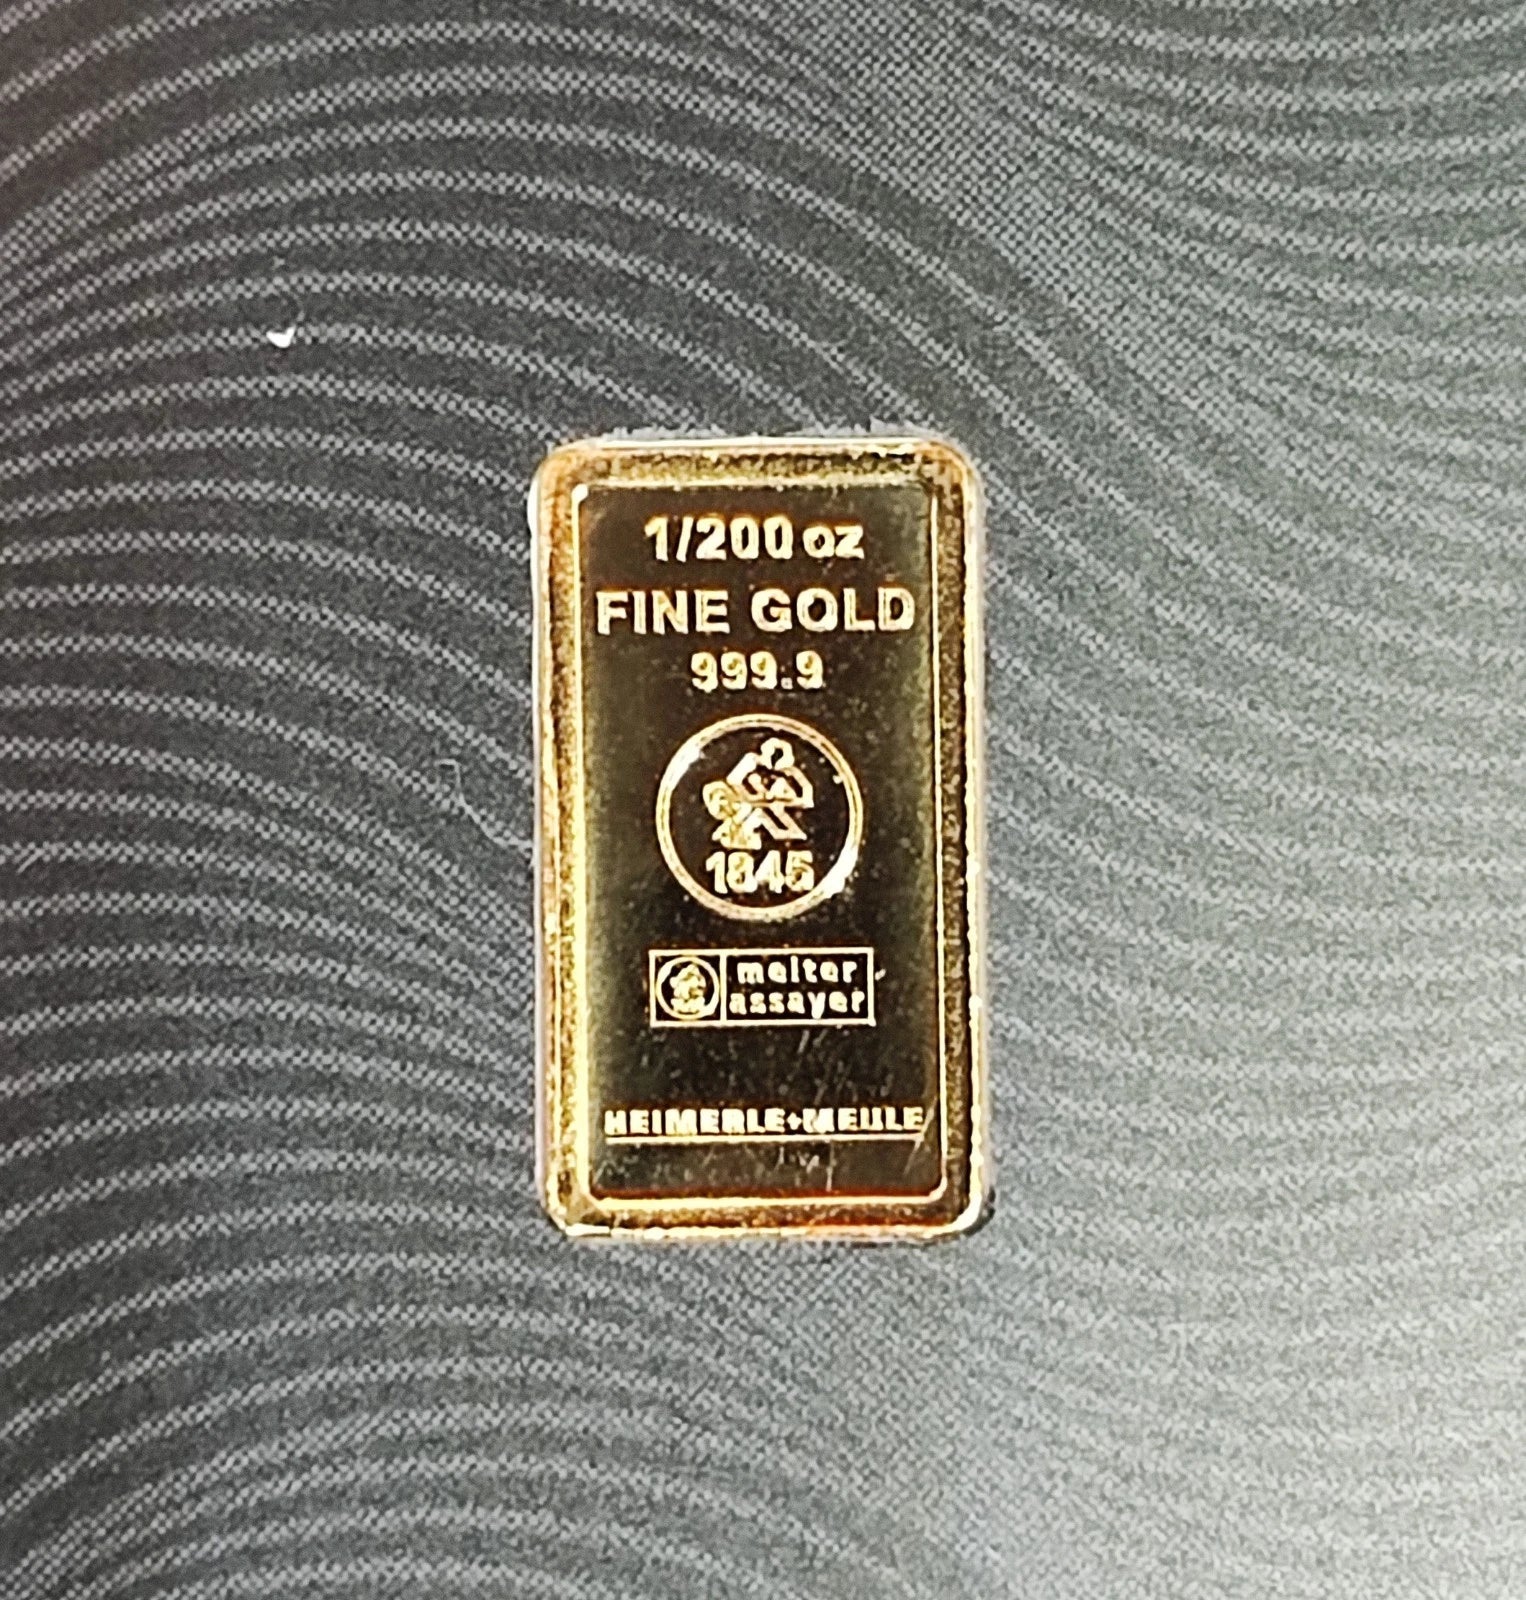 1/200 oz
FINE GOLD
999.9
1845
melter
assayer
HEIMERLE+MEULE